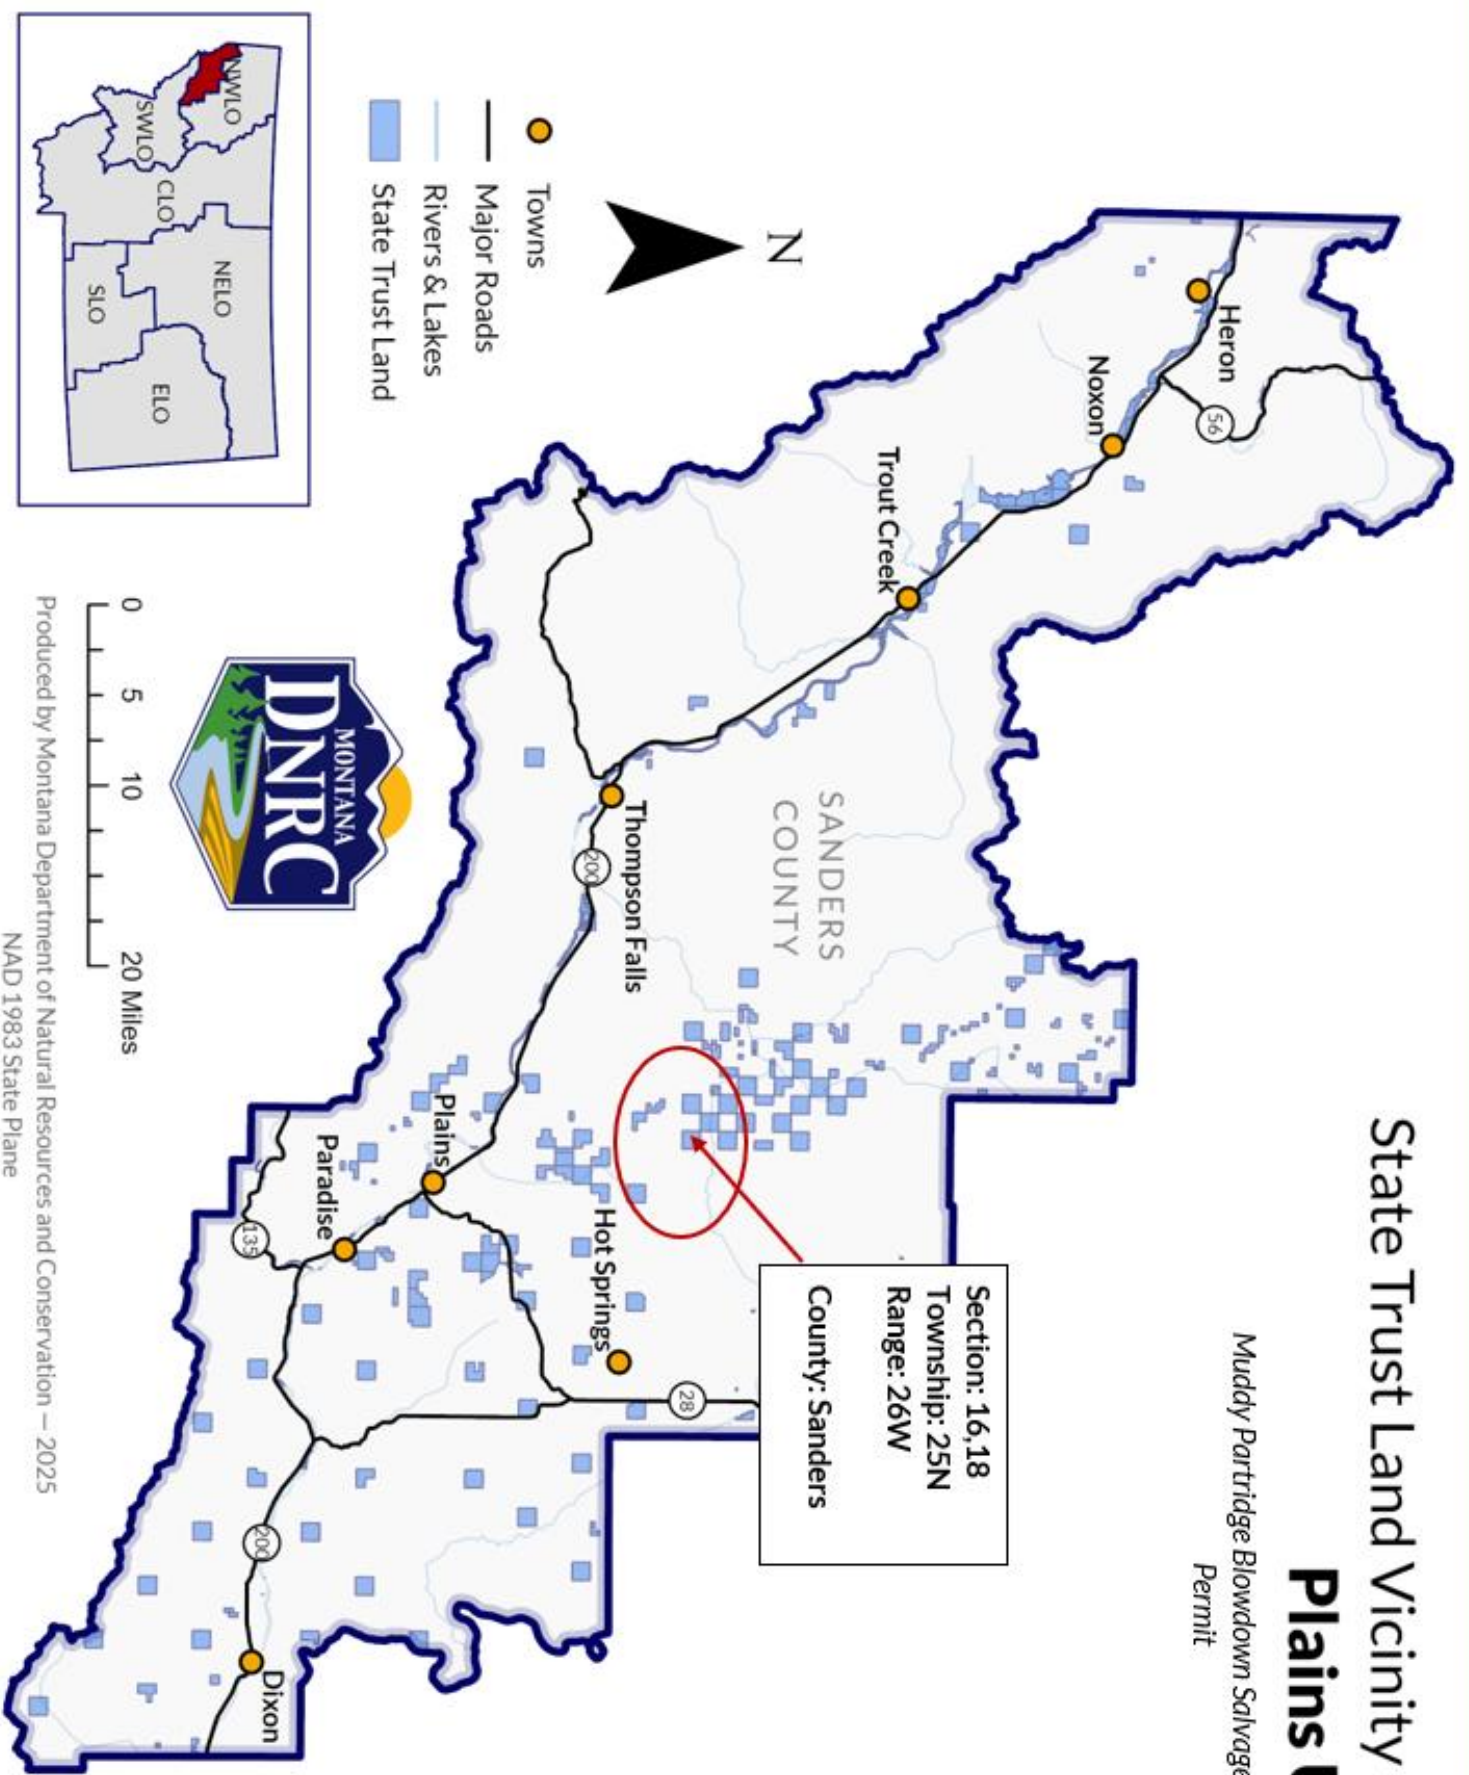 State Trust Land Vicinity
Plains
Muddy Partridge Blowdown Salvage
Permit
Heron
56
Noxon
Trout Creek
SANDERS
COUNTY
Thompson Falls
200
Section: 16,18
Township: 25N
Range: 26W
County: Sanders
Hot Springs
28
Plains
Paradise
135
200
Dixon
N
Towns
Major Roads
Rivers & Lakes
State Trust Land
NWLO
SWLO
CLO
NELO
SLO
ELO
MONTANA
DNRC
0 5 10 20 Miles
Produced by Montana Department of Natural Resources and Conservation – 2025
NAD 1983 State Plane